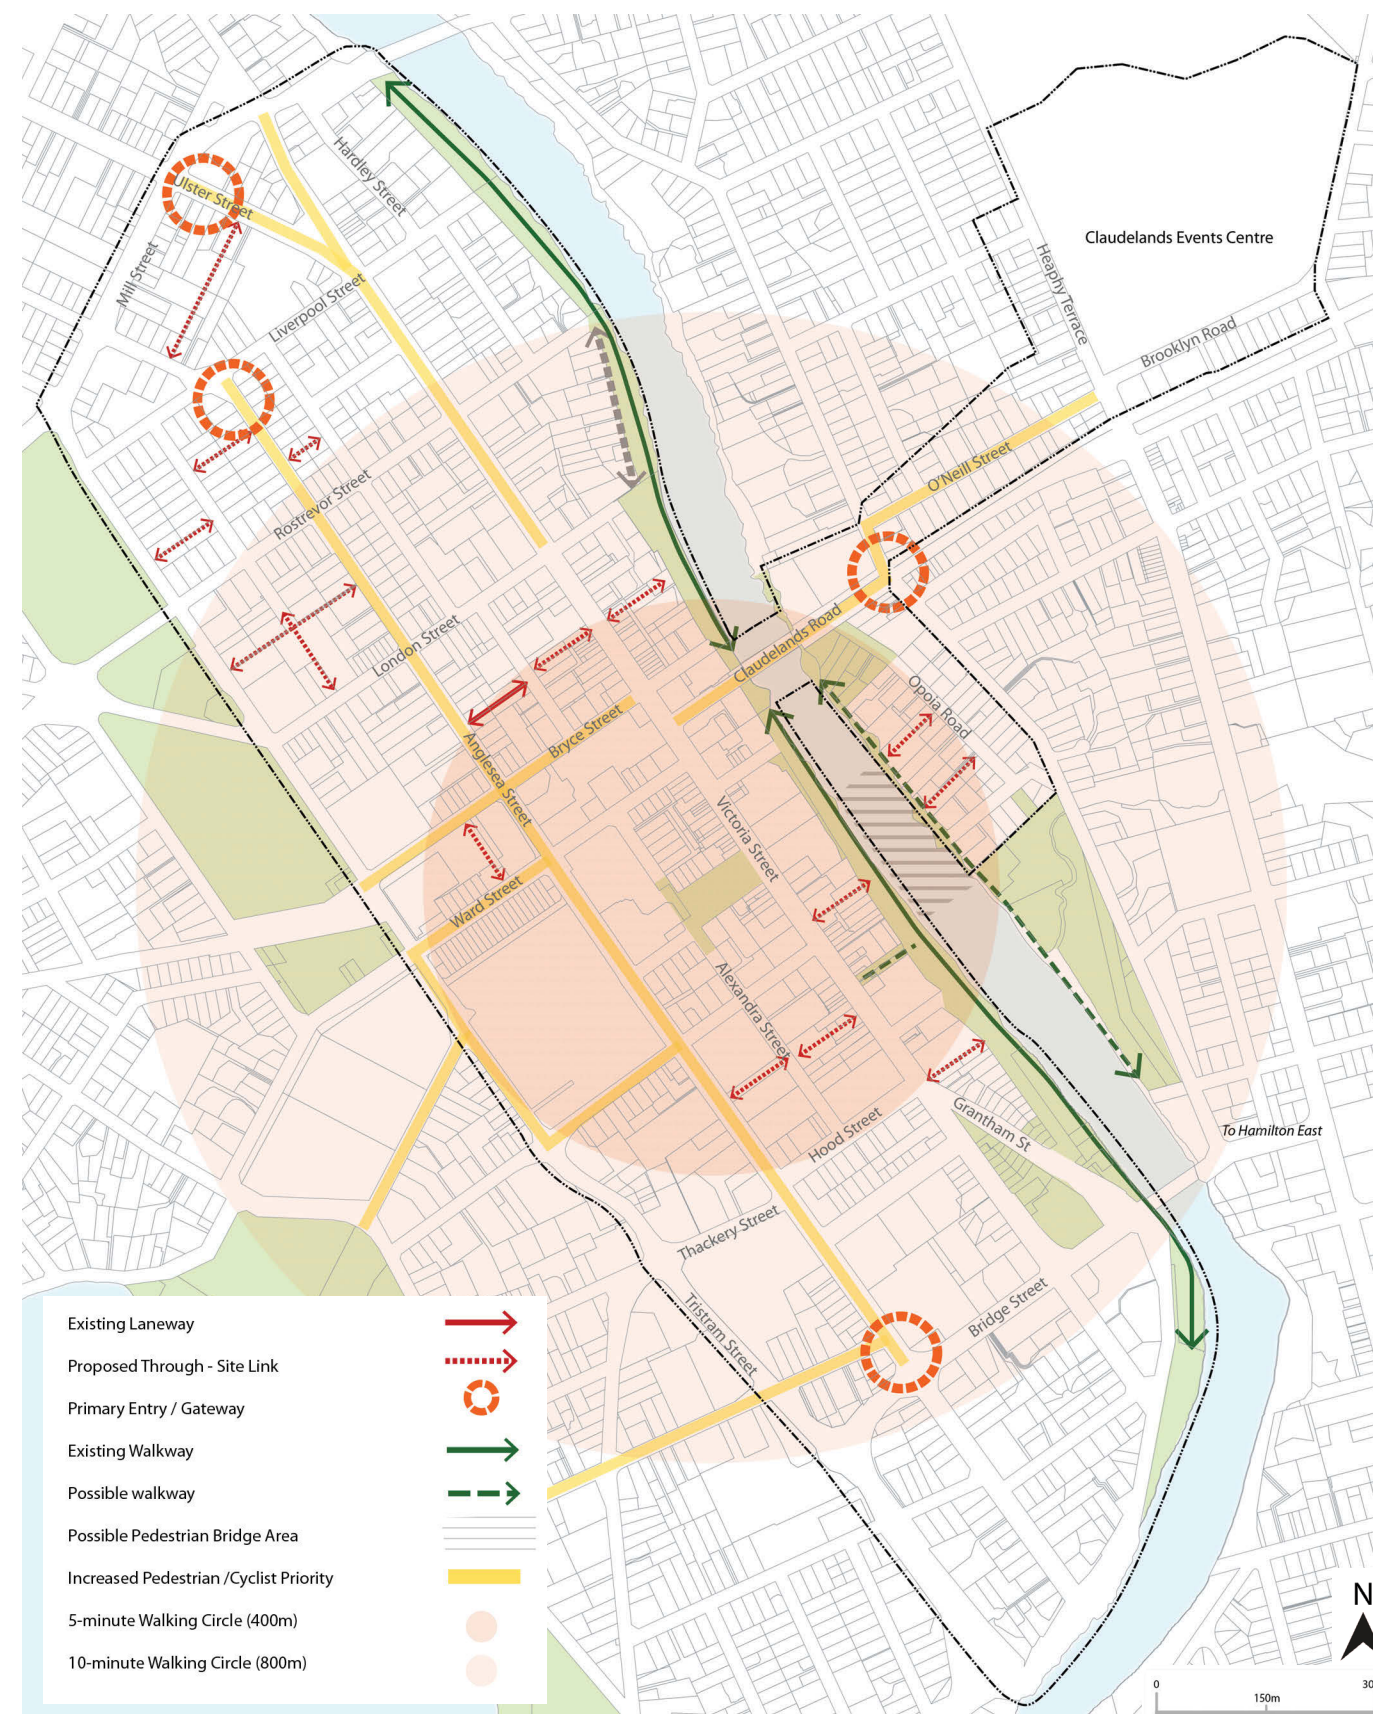 Hardley Street
Ulster Street
Mill Street
Liverpool Street
Claudelands Events Centre
Heaphy Terrace
Brooklyn Road
O'Neill Street
Rostrevor Street
London Street
Claudelands Road
Opoia Road
Bryce Street
Anglesea Street
Victoria Street
Ward Street
Alexandra Street
Grantham St
Hood Street
To Hamilton East
Thackery Street
Bridge Street
Tristram Street
Existing Laneway
Proposed Through - Site Link
Primary Entry / Gateway
Existing Walkway
Possible walkway
Possible Pedestrian Bridge Area
Increased Pedestrian /Cyclist Priority
5-minute Walking Circle (400m)
10-minute Walking Circle (800m)
N
0
150m
30